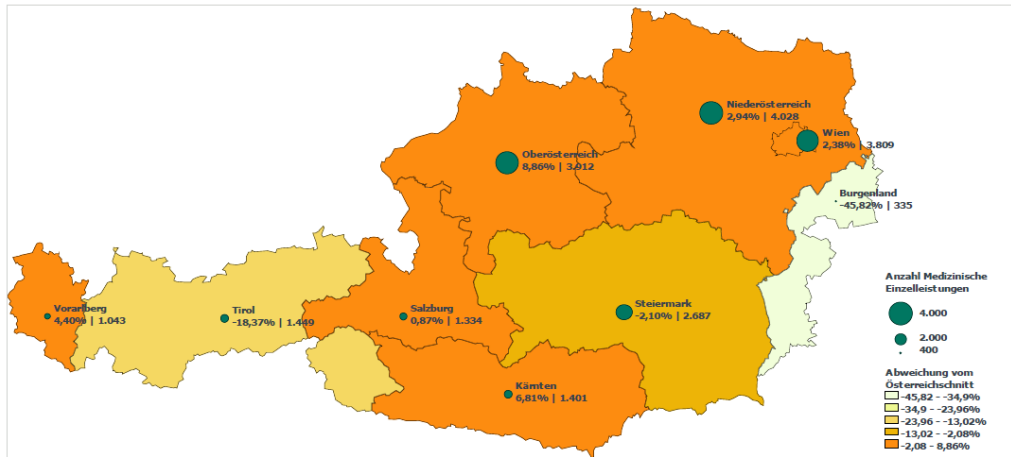 Niederösterreich
2,94% | 4.028
Wien
2,38% | 3.809
Oberösterreich
8,86% | 3.912
Burgenland
-45,82% | 335
Vorarlberg
4,40% | 1.043
Tirol
-18,37% | 1.449
Salzburg
0,87% | 1.334
Steiermark
-2,10% | 2.687
Kärnten
6,81% | 1.401
Anzahl Medizinische
Einzelleistungen
4.000
2.000
400
Abweichung vom
Österreichschnitt
-45,82 - -34,9%
-34,9 - -23,96%
-23,96 - -13,02%
-13,02 - -2,08%
-2,08 - 8,86%